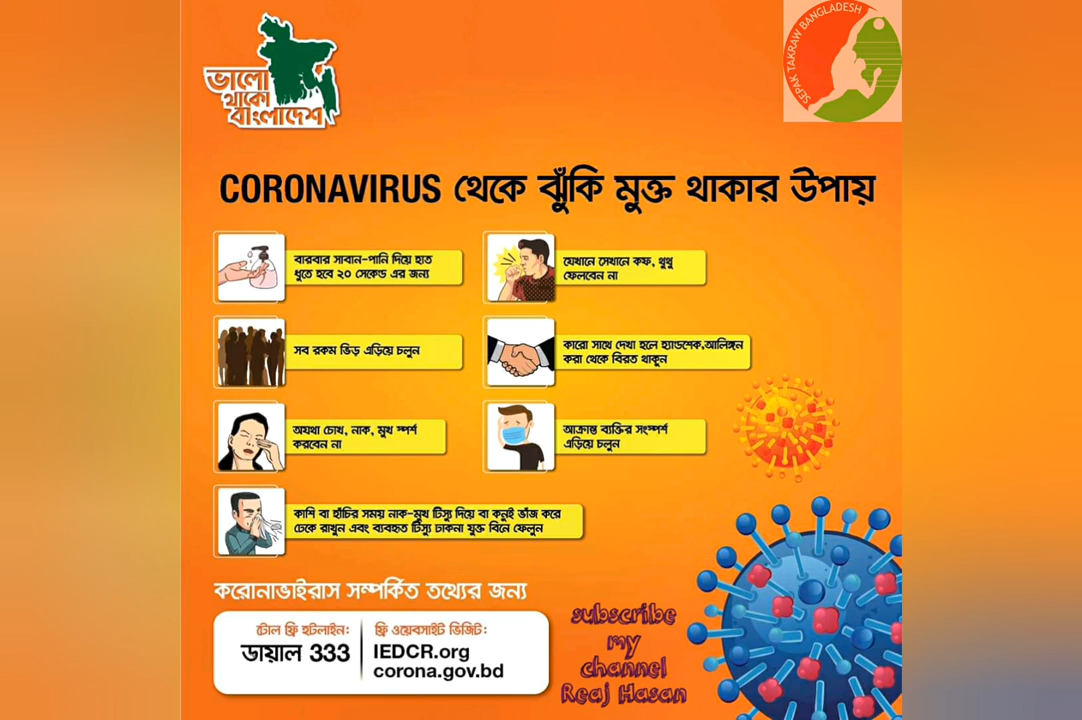 ভালো
থাকো
বাংলাদেশ
SEPAK TAKRAW BANGLADESH
CORONAVIRUS থেকে ঝুঁকি মুক্ত থাকার উপায়
বারবার সাবান-পানি দিয়ে হাত
ধুতে হবে ২০ সেকেন্ড এর জন্য
যেখানে সেখানে কফ, থুথু
ফেলবেন না
সব রকম ভিড় এড়িয়ে চলুন
কারো সাথে দেখা হলে হ্যান্ডশেক,আলিঙ্গন
করা থেকে বিরত থাকুন
অযথা চোখ, নাক, মুখ স্পর্শ
করবেন না
আক্রান্ত ব্যক্তির সংস্পর্শ
এড়িয়ে চলুন
কাশি বা হাঁচির সময় নাক-মুখ টিস্যু দিয়ে বা কনুই ভাঁজ করে
ঢেকে রাখুন এবং ব্যবহৃত টিস্যু ঢাকনা যুক্ত বিনে ফেলুন
করোনাভাইরাস সম্পর্কিত তথ্যের জন্য
টোল ফ্রি হটলাইন:
ডায়াল 333
ফ্রি ওয়েবসাইট ভিজিট:
IEDCR.org
corona.gov.bd
subscribe
my
channel
Reaj Hasan